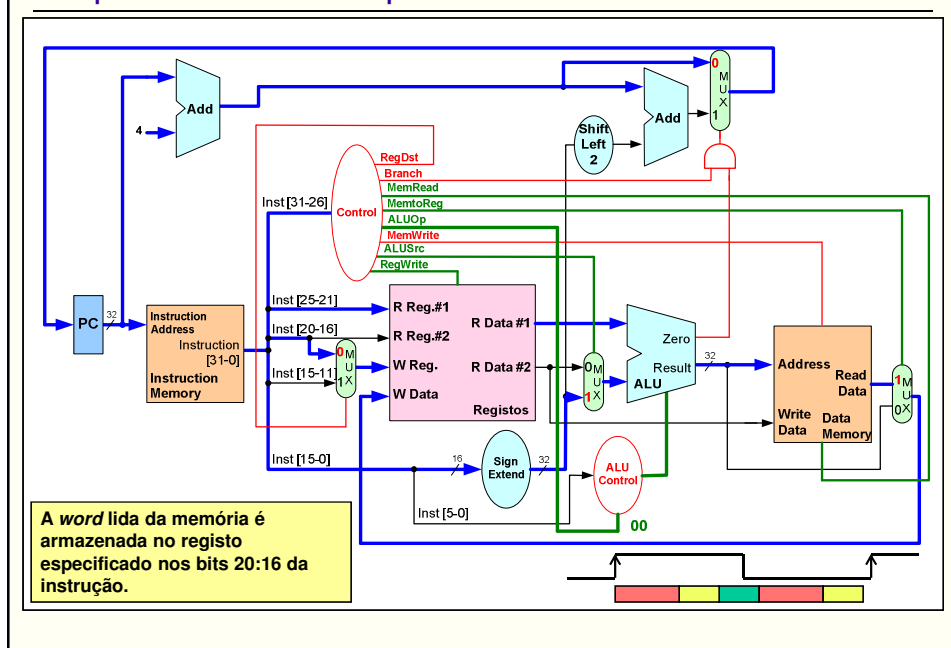 0
M
U
X
1
Add
4
Add
Shift
Left
2
RegDst
Branch
MemRead
MemtoReg
ALUOp
MemWrite
ALUSrc
RegWrite
Control
Inst [31-26]
Inst [25-21]
Inst [20-16]
Inst [15-11]
Inst [15-0]
Inst [5-0]
PC
32
Instruction
Address
Instruction
[31-0]
Instruction
Memory
0
M
U
1
X
R Reg.#1
R Reg.#2
W Reg.
W Data
R Data #1
R Data #2
Registos
0
M
U
1
X
Zero
Result
ALU
32
Address
Read
Data
Write
Data
Data
Memory
1
M
U
0
X
16
Sign
Extend
32
ALU
Control
00
A word lida da memória é
armazenada no registo
especificado nos bits 20:16 da
instrução.